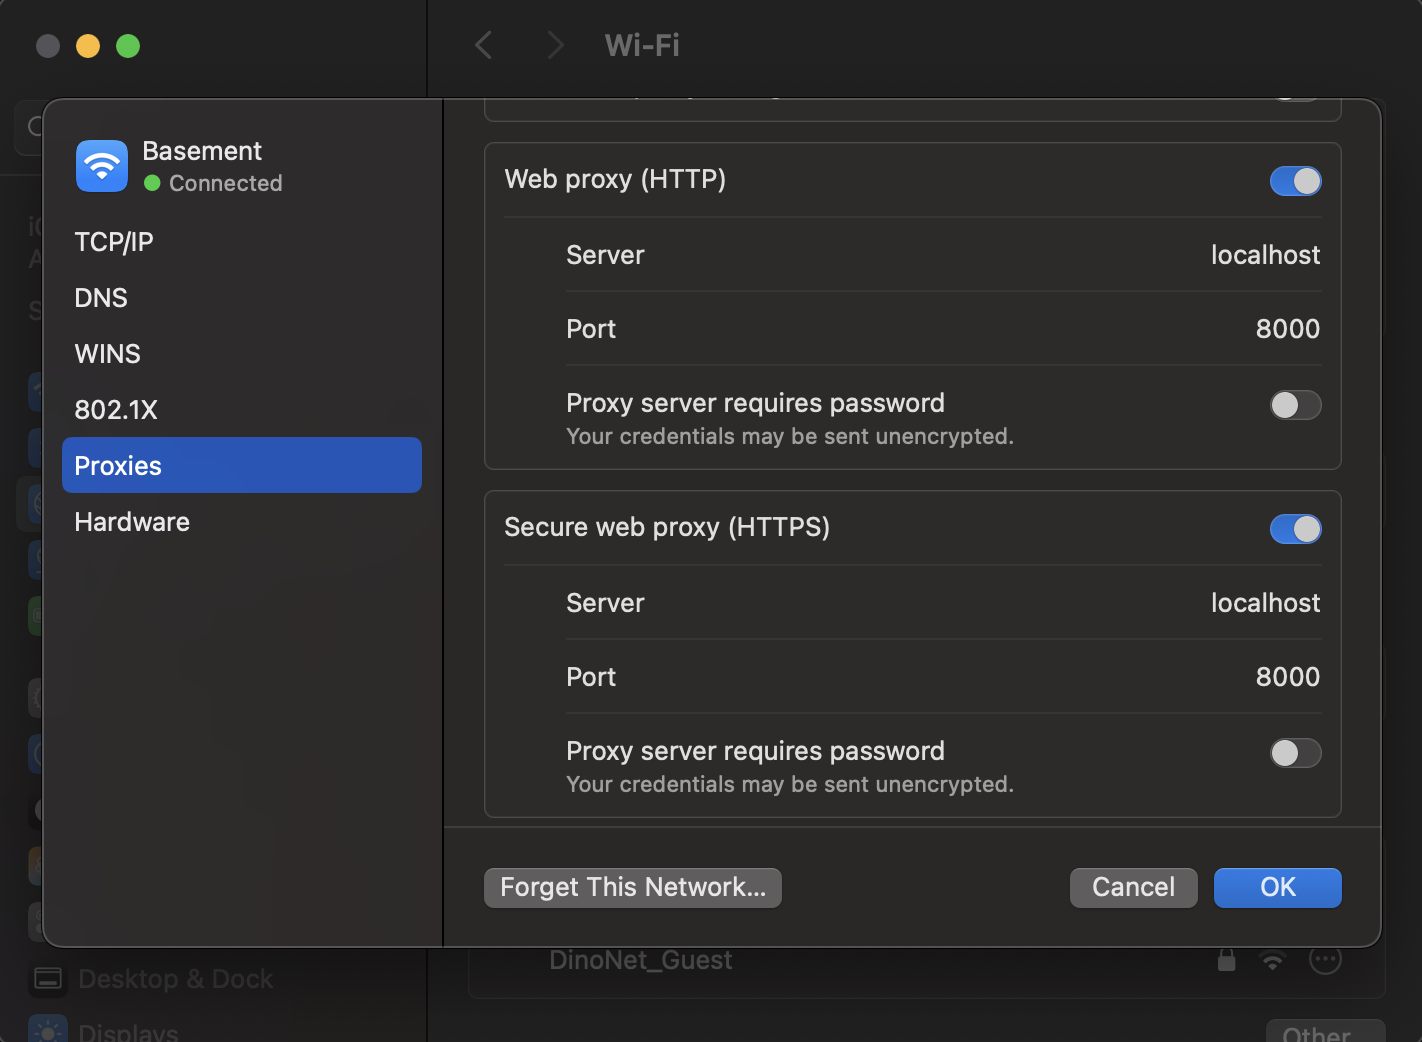 Wi-Fi
Basement
Connected
TCP/IP
DNS
WINS
802.1X
Proxies
Hardware
Web proxy (HTTP)
Server localhost
Port 8000
Proxy server requires password
Your credentials may be sent unencrypted.
Secure web proxy (HTTPS)
Server localhost
Port 8000
Proxy server requires password
Your credentials may be sent unencrypted.
Forget This Network...
Cancel
OK
DinoNet_Guest
Desktop & Dock
Displays
Other...